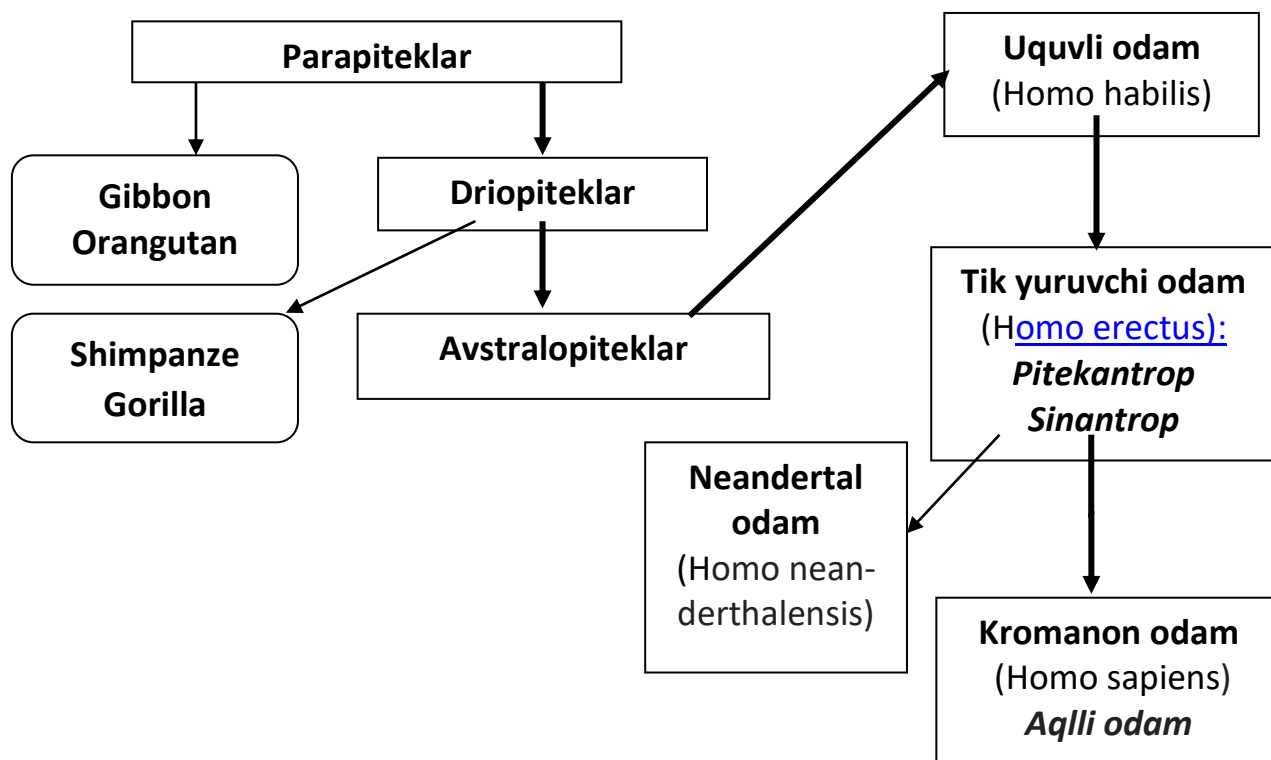 Parapiteklar
Gibbon
Orangutan
Driopiteklar
Shimpanze
Gorilla
Avstralopiteklar
Uquvli odam
(Homo habilis)
Tik yuruvchi odam
(Homo erectus):
Pitekantrop
Sinantrop
Neandertal
odam
(Homo nean-
derthalensis)
Kromanon odam
(Homo sapiens)
Aqlli odam